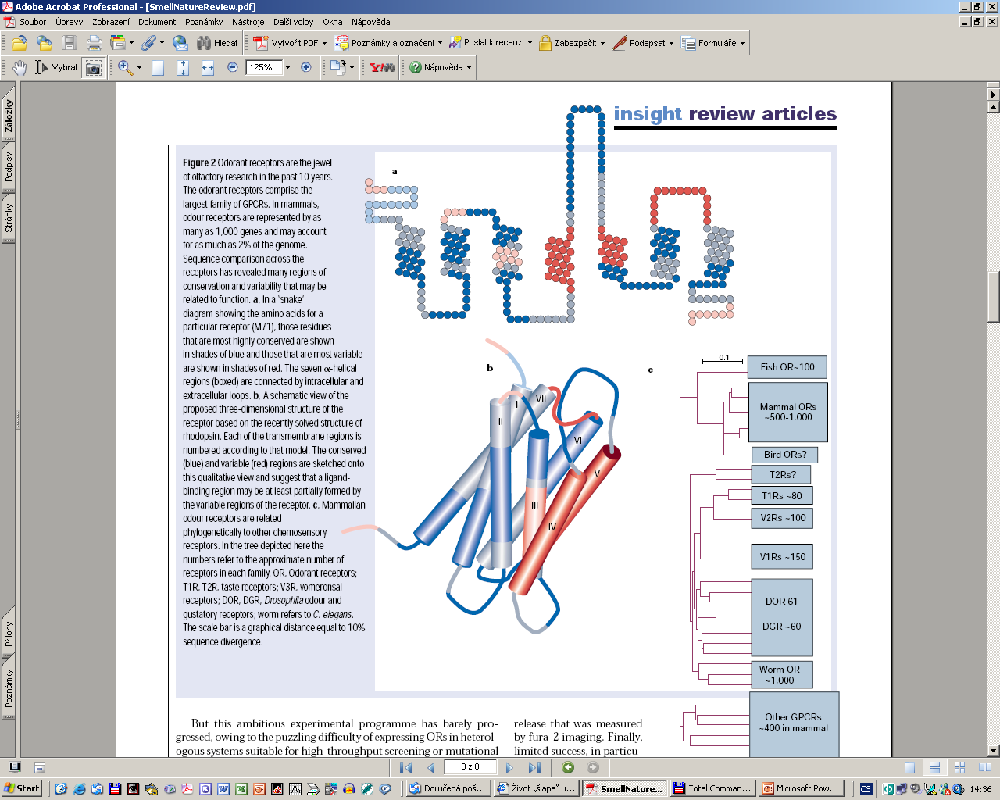 Adobe Acrobat Professional - [SmellNatureReview.pdf]
Soubor Úpravy Zobrazení Dokument Poznámky Nástroje Další volby Okna Nápověda
Hledat Vytvořit PDF Poznámky a označení Poslat k recenzi Zabezpečit Podepsat Formuláře
Vybrat 125% Y! Nápověda
Záložky
Podpisy
Stránky
Přílohy
Poznámky
insight review articles
Figure 2 Odorant receptors are the jewel
of olfactory research in the past 10 years.
The odorant receptors comprise the
largest family of GPCRs. In mammals,
odour receptors are represented by as
many as 1,000 genes and may account
for as much as 2% of the genome.
Sequence comparison across the
receptors has revealed many regions of
conservation and variability that may be
related to function. a, In a 'snake'
diagram showing the amino acids for a
particular receptor (M71), those residues
that are most highly conserved are shown
in shades of blue and those that are most variable
are shown in shades of red. The seven α-helical
regions (boxed) are connected by intracellular and
extracellular loops. b, A schematic view of the
proposed three-dimensional structure of the
receptor based on the recently solved structure of
rhodopsin. Each of the transmembrane regions is
numbered according to that model. The conserved
(blue) and variable (red) regions are sketched onto
this qualitative view and suggest that a ligand-
binding region may be at least partially formed by
the variable regions of the receptor. c, Mammalian
odour receptors are related
phylogenetically to other chemosensory
receptors. In the tree depicted here the
numbers refer to the approximate number of
receptors in each family. OR, Odorant receptors;
T1R, T2R, taste receptors; V3R, vomeronsal
receptors; DOR, DGR, Drosophila odour and
gustatory receptors; worm refers to C. elegans.
The scale bar is a graphical distance equal to 10%
sequence divergence.
a
b
I
VII
II
VI
V
III
IV
c
0.1
Fish OR~100
Mammal ORs
~500-1,000
Bird ORs?
T2Rs?
T1Rs ~80
V2Rs ~100
V1Rs ~150
DOR 61
DGR ~60
Worm OR
~1,000
Other GPCRs
~400 in mammal
But this ambitious experimental programme has barely pro-
gressed, owing to the puzzling difficulty of expressing ORs in heterol-
ogous systems suitable for high-throughput screening or mutational
release that was measured
by fura-2 imaging. Finally,
limited success, in particu-
3 z 8
Start Doručená poš... Život „šlape" u... SmellNature... Total Comman... Microsoft Pow... CS 14:36